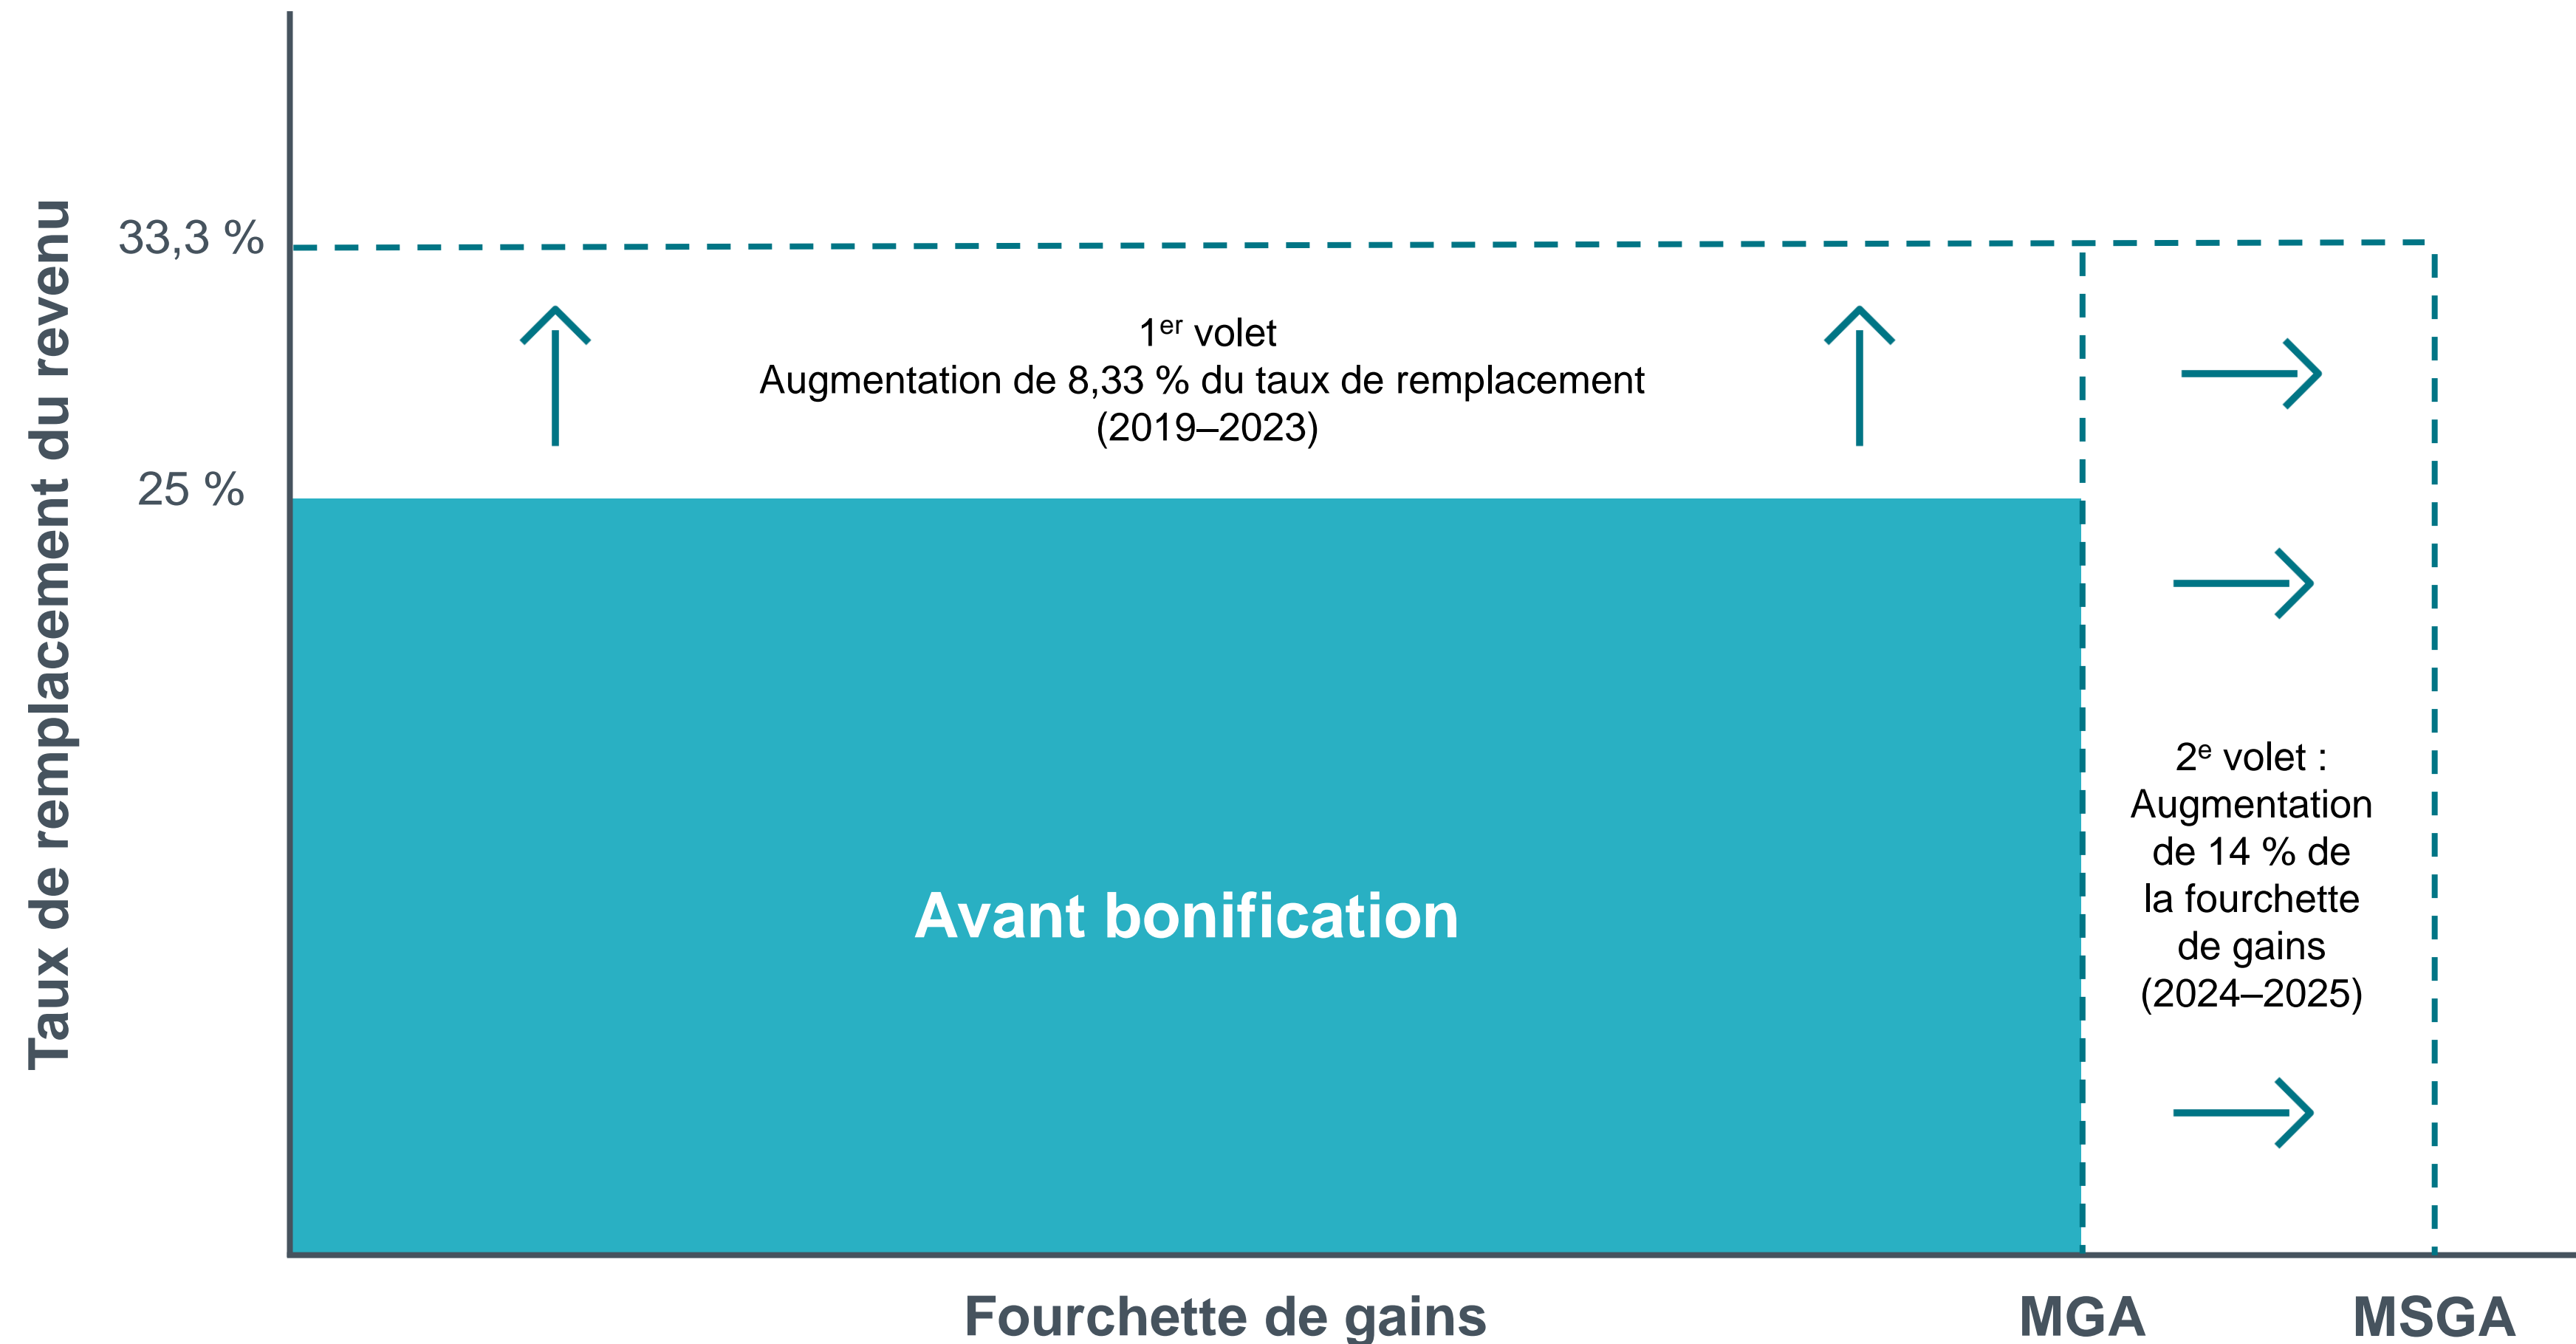 Taux de remplacement du revenu
33,3 %
25 %
1er volet
Augmentation de 8,33 % du taux de remplacement
(2019–2023)
Avant bonification
2e volet :
Augmentation
de 14 % de
la fourchette
de gains
(2024–2025)
Fourchette de gains
MGA
MSGA